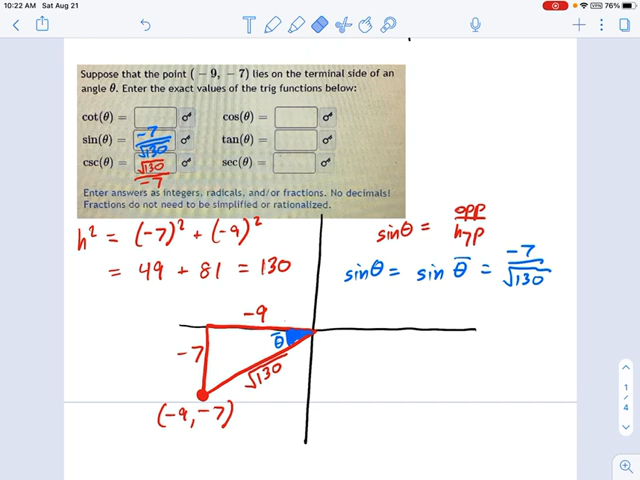 10:22 AM Sat Aug 21
76%
Suppose that the point (−9, −7) lies on the terminal side of an
angle θ. Enter the exact values of the trig functions below:
cot(θ) =
cos(θ) =
sin(θ) = -7/√130
tan(θ) =
csc(θ) = √130/-7
sec(θ) =
Enter answers as integers, radicals, and/or fractions. No decimals!
Fractions do not need to be simplified or rationalized.
h² = (-7)² + (-9)²
= 49 + 81 = 130
sinθ = opp/hyp
sinθ = sin θ̅ = -7/√130
-9
-7
θ̅
√130
(-9, -7)
1
4